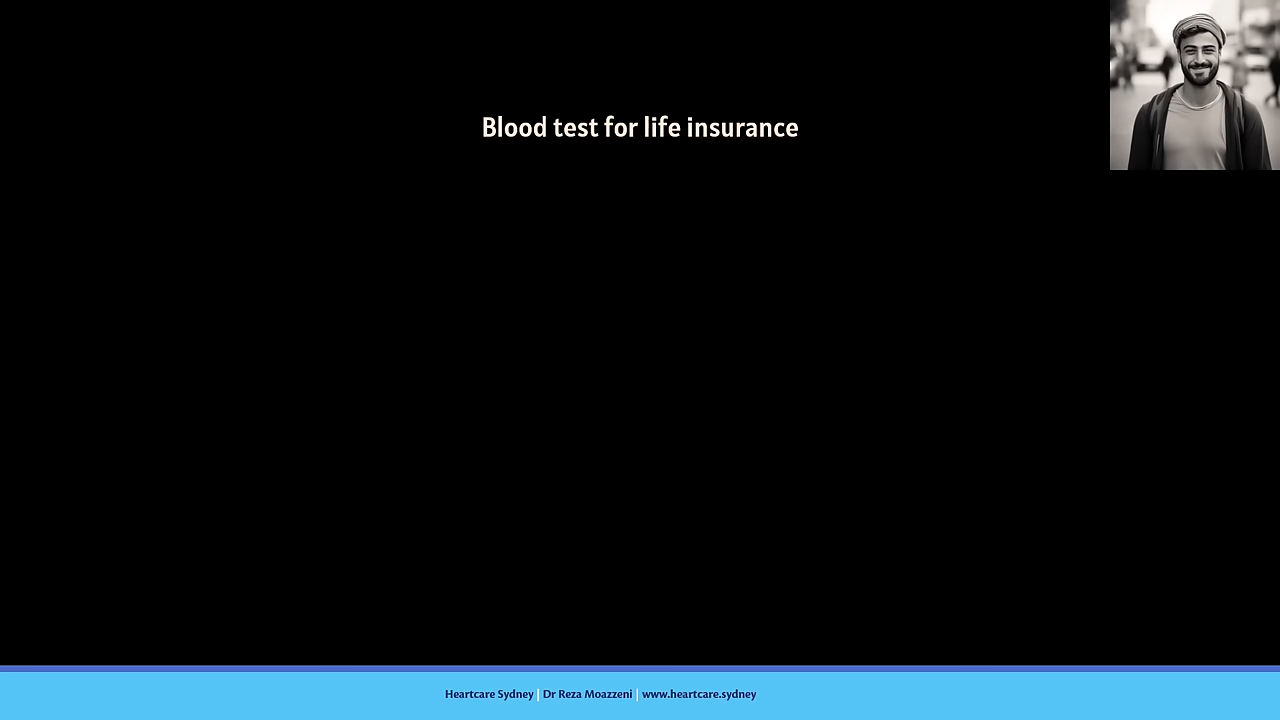 Blood test for life insurance
Heartcare Sydney | Dr Reza Moazzeni | www.heartcare.sydney